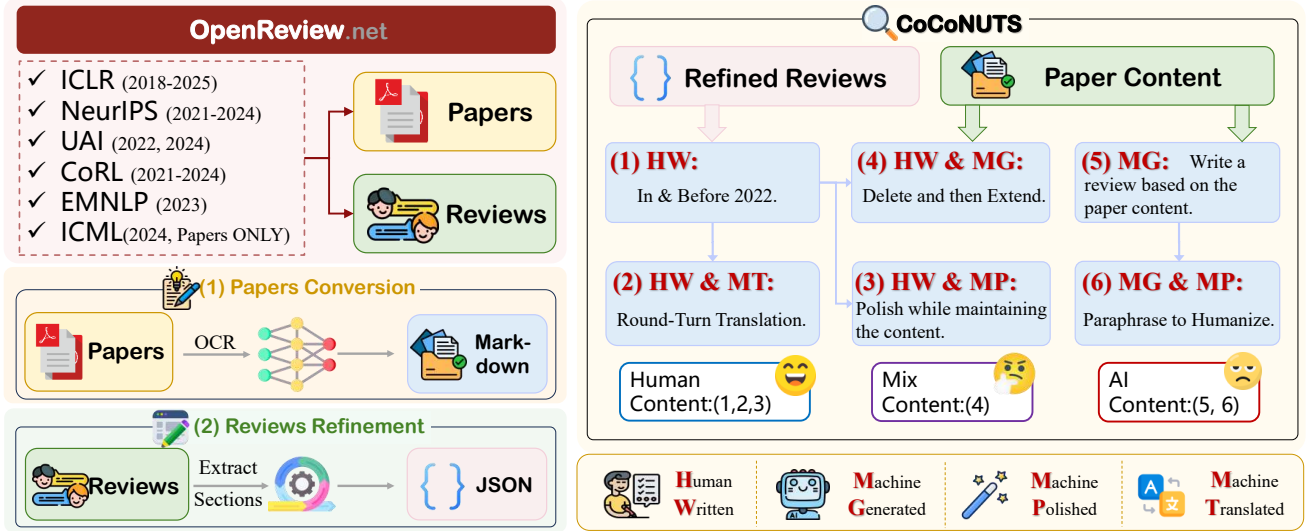 OpenReview.net
✓ ICLR (2018-2025)
✓ NeurIPS (2021-2024)
✓ UAI (2022, 2024)
✓ CoRL (2021-2024)
✓ EMNLP (2023)
✓ ICML(2024, Papers ONLY)
Papers
Reviews
(1) Papers Conversion
Papers
OCR
Mark-
down
(2) Reviews Refinement
Reviews
Extract
Sections
{ } JSON
CoCoNUTS
{ } Refined Reviews
Paper Content
(1) HW:
In & Before 2022.
(4) HW & MG:
Delete and then Extend.
(5) MG: Write a
review based on the
paper content.
(2) HW & MT:
Round-Turn Translation.
(3) HW & MP:
Polish while maintaining
the content.
(6) MG & MP:
Paraphrase to Humanize.
Human
Content:(1,2,3)
Mix
Content:(4)
AI
Content:(5, 6)
Human
Written
AI
Machine
Generated
Machine
Polished
A
文
Machine
Translated